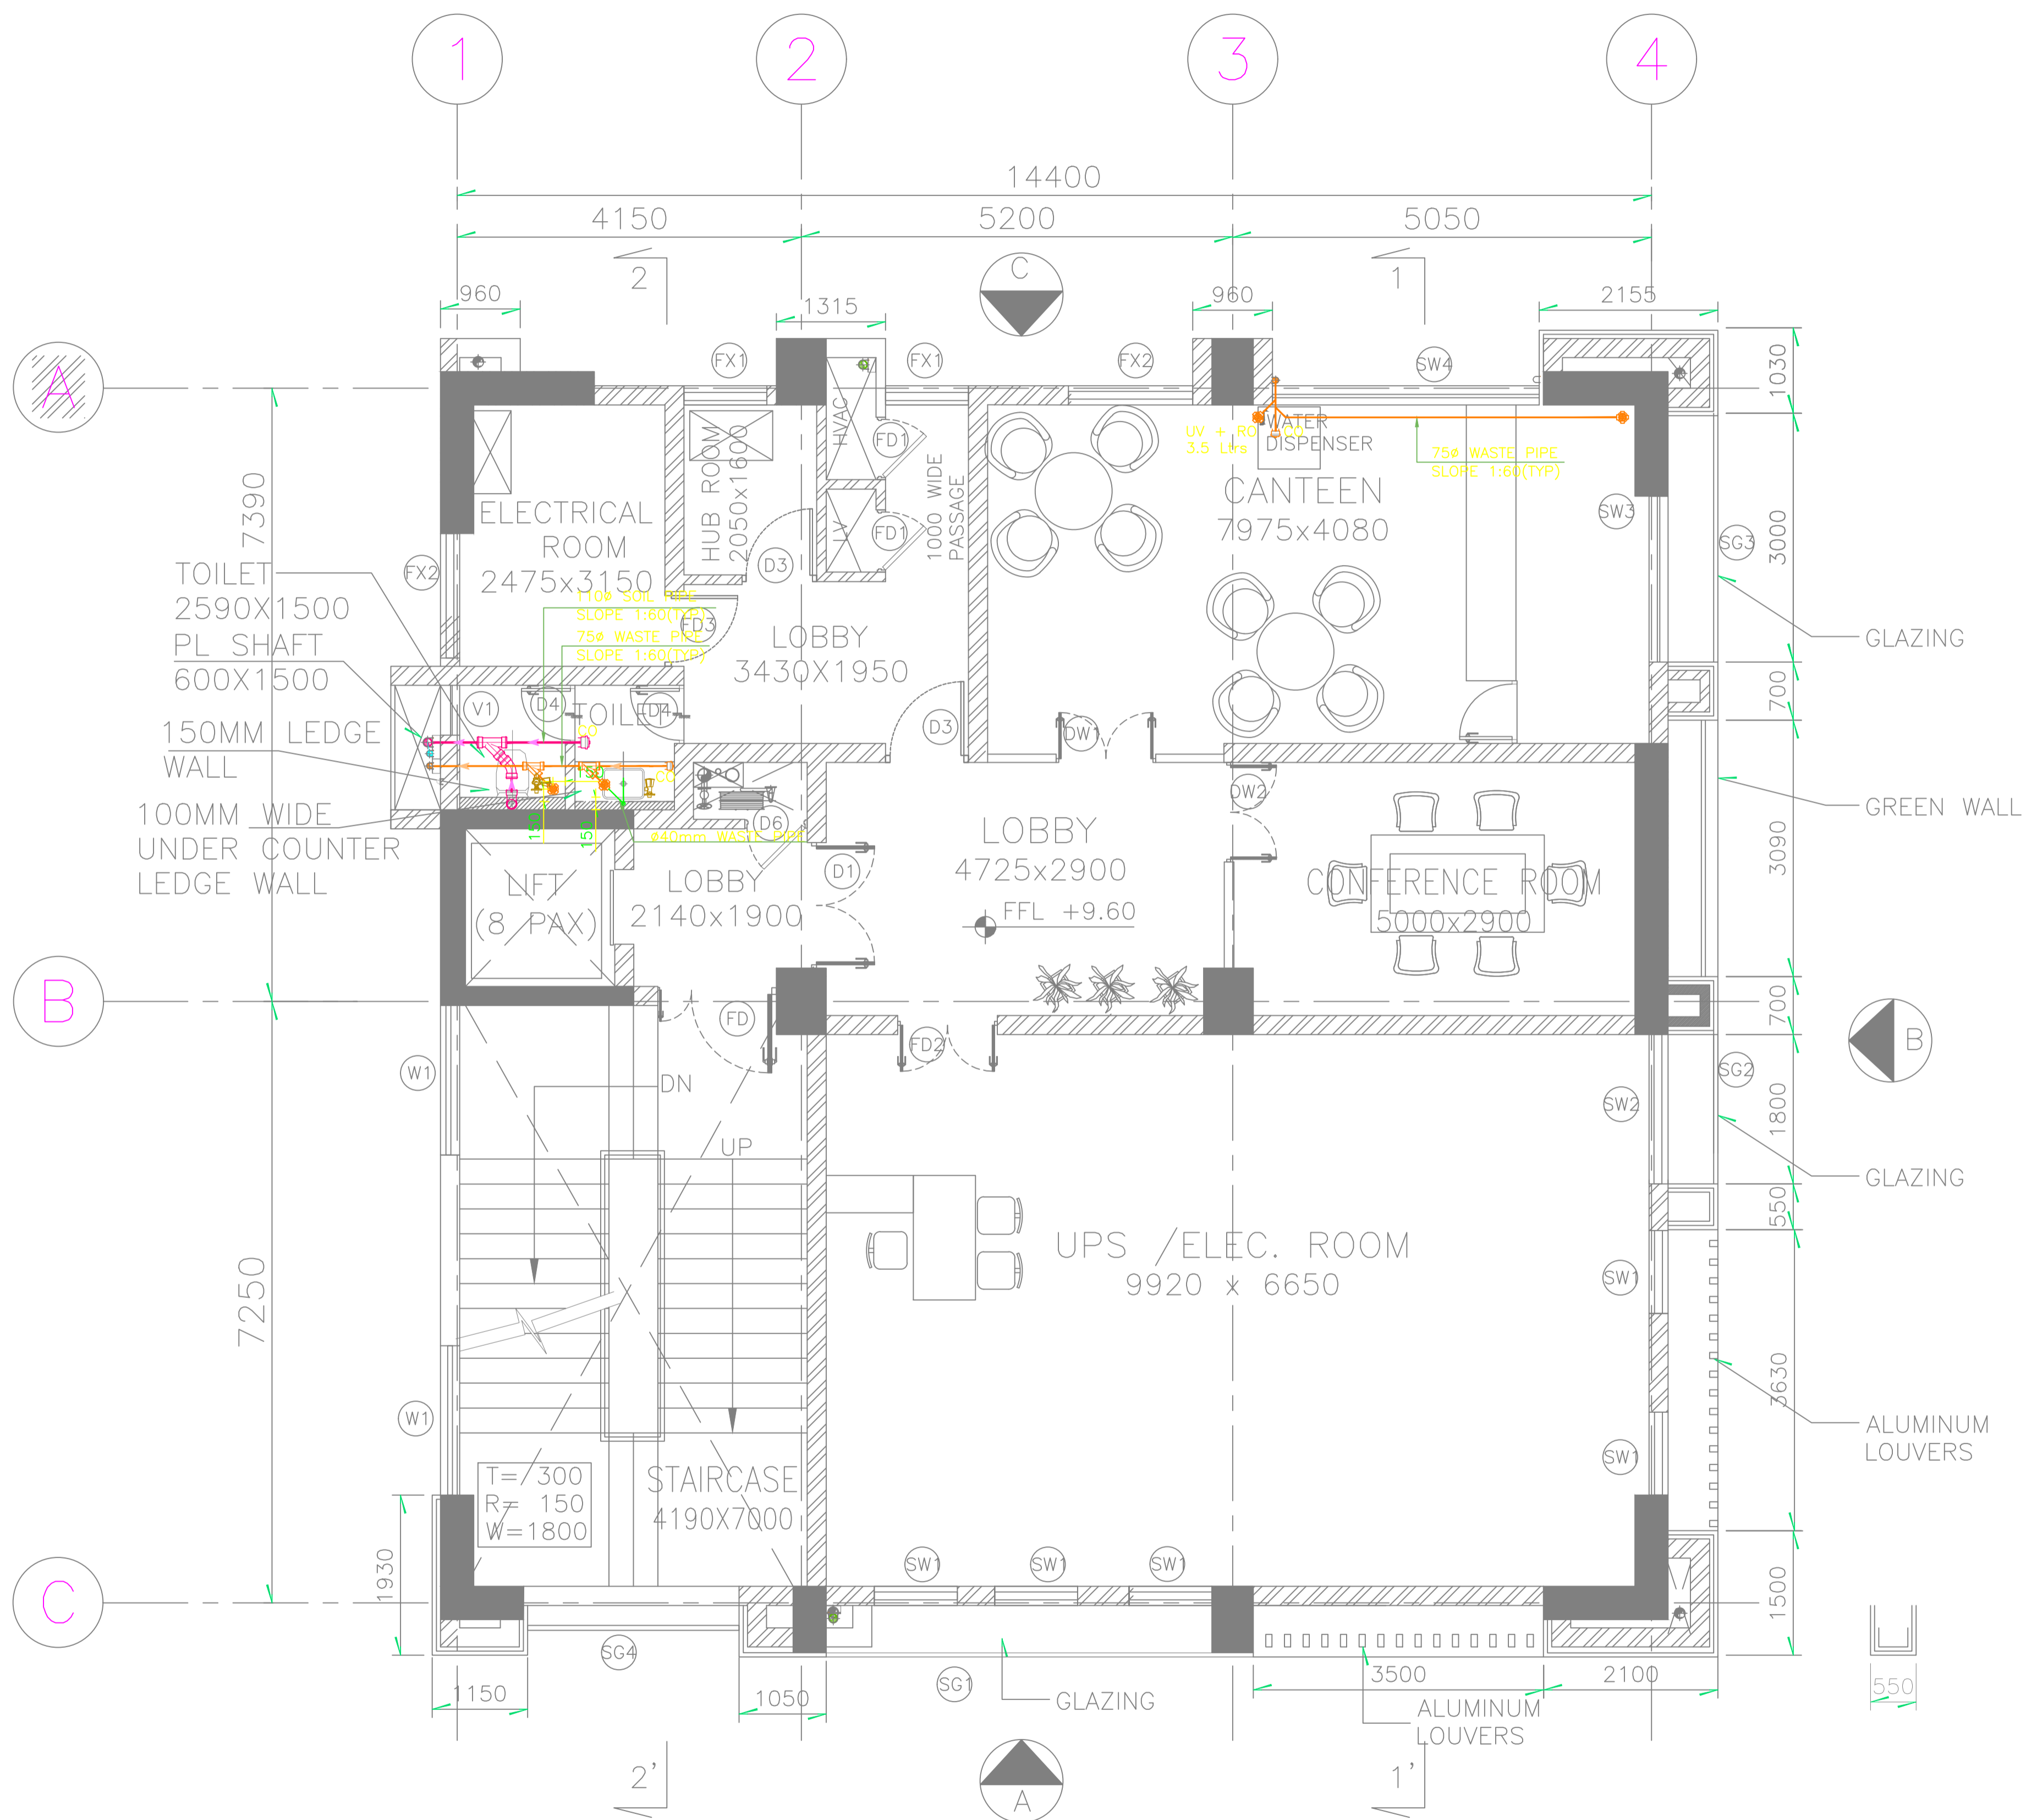 1
2
3
4
14400
4150
5200
5050
2
C
1
960
1315
960
2155
A
FX1
FX1
FX2
SW4
1030
HVAC
FD1
UV + RO
3.5 Ltrs
CO
WATER
DISPENSER
75ø WASTE PIPE
SLOPE 1:60(TYP)
7390
ELECTRICAL
ROOM
2475x3150
HUB ROOM
2050x1600
LV
FD1
1000 WIDE
PASSAGE
CANTEEN
7975x4080
SW3
SG3
3000
FX2
D3
TOILET
2590X1500
PL SHAFT
600X1500
150MM LEDGE
WALL
100MM WIDE
UNDER COUNTER
LEDGE WALL
110ø SOIL PIPE
SLOPE 1:60(TYP)
75ø WASTE PIPE
SLOPE 1:60(TYP)
FD3
LOBBY
3430X1950
GLAZING
700
V1
D4
TOILET
D4
CO
D3
DW1
CO
DW2
150
150
D6
ø40mm WASTE PIPE
GREEN WALL
3090
LIFT
(8 PAX)
LOBBY
2140x1900
D1
LOBBY
4725x2900
FFL +9.60
CONFERENCE ROOM
5000x2900
B
FD
FD2
700
B
W1
DN
UP
SW2
SG2
1800
GLAZING
550
7250
UPS /ELEC. ROOM
9920 x 6650
SW1
3630
W1
SW1
ALUMINUM
LOUVERS
T= 300
R= 150
W=1800
STAIRCASE
4190X7000
1930
SW1
SW1
SW1
C
1500
SG4
SG1
1150
1050
GLAZING
3500
2100
550
ALUMINUM
LOUVERS
2'
A
1'